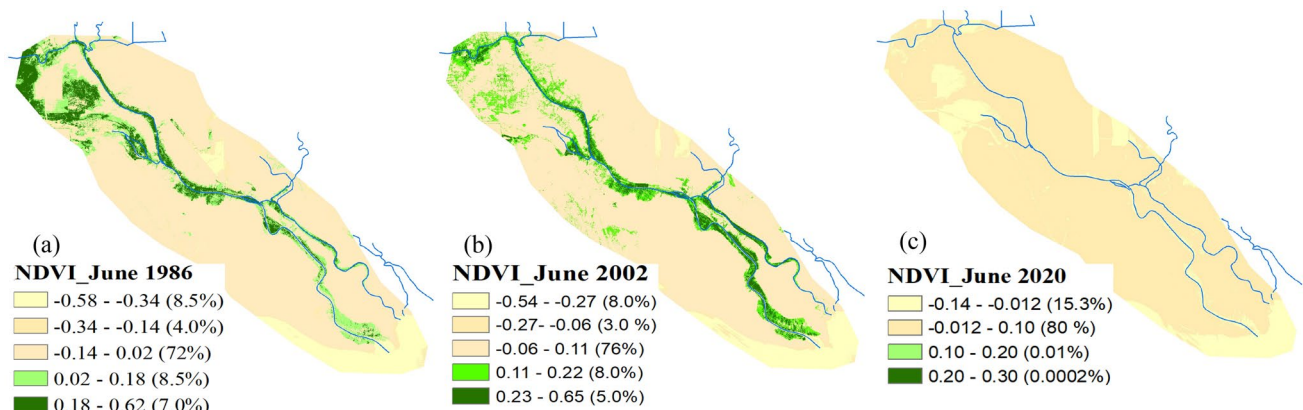 (a)
NDVI_June 1986
-0.58 - -0.34 (8.5%)
-0.34 - -0.14 (4.0%)
-0.14 - 0.02 (72%)
0.02 - 0.18 (8.5%)
0.18 - 0.62 (7.0%)
(b)
NDVI_June 2002
-0.54 - -0.27 (8.0%)
-0.27- -0.06 (3.0 %)
-0.06 - 0.11 (76%)
0.11 - 0.22 (8.0%)
0.23 - 0.65 (5.0%)
(c)
NDVI_June 2020
-0.14 - -0.012 (15.3%)
-0.012 - 0.10 (80 %)
0.10 - 0.20 (0.01%)
0.20 - 0.30 (0.0002%)